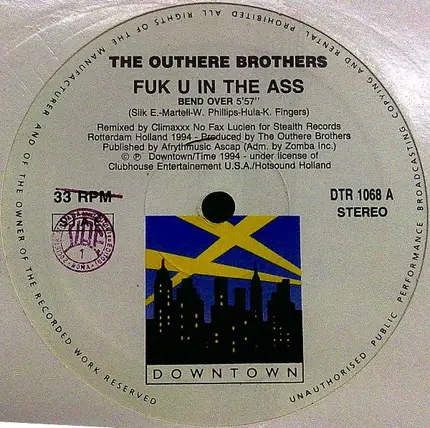 THE OUTHERE BROTHERS
FUK U IN THE ASS
BEND OVER 5'57"
(Silk E.-Martell-W. Phillips-Hula-K. Fingers)
Remixed by Climaxxx No Fax Lucien for Stealth Records
Rotterdam Holland 1994 - Produced by The Outhere Brothers
Published by Afrythmusic Ascap (Adm. by Zomba Inc.)
© ℗ Downtown/Time 1994 - under license of
Clubhouse Entertainement U.S.A./Hotsound Holland
33 RPM
DTR 1068 A
STEREO
DOWNTOWN
ALL RIGHTS OF THE MANUFACTURER AND OF THE OWNER OF THE RECORDED WORK RESERVED
UNAUTHORISED PUBLIC PERFORMANCE BROADCASTING COPYING AND RENTAL PROHIBITED